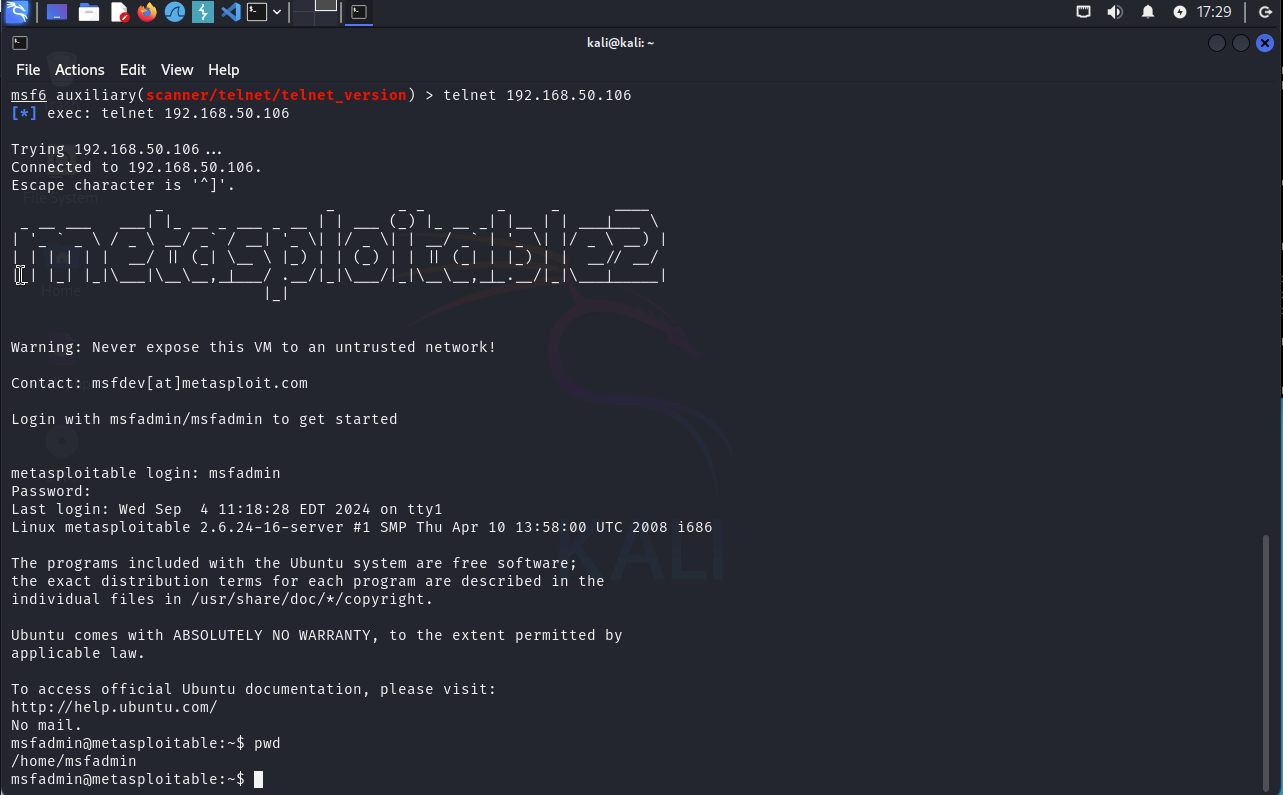 17:29
kali@kali: ~
File Actions Edit View Help
msf6 auxiliary(scanner/telnet/telnet_version) > telnet 192.168.50.106
[*] exec: telnet 192.168.50.106
Trying 192.168.50.106...
Connected to 192.168.50.106.
Escape character is '^]'.
metasploitable2
Warning: Never expose this VM to an untrusted network!
Contact: msfdev[at]metasploit.com
Login with msfadmin/msfadmin to get started
metasploitable login: msfadmin
Password:
Last login: Wed Sep  4 11:18:28 EDT 2024 on tty1
Linux metasploitable 2.6.24-16-server #1 SMP Thu Apr 10 13:58:00 UTC 2008 i686
The programs included with the Ubuntu system are free software;
the exact distribution terms for each program are described in the
individual files in /usr/share/doc/*/copyright.
Ubuntu comes with ABSOLUTELY NO WARRANTY, to the extent permitted by
applicable law.
To access official Ubuntu documentation, please visit:
http://help.ubuntu.com/
No mail.
msfadmin@metasploitable:~$ pwd
/home/msfadmin
msfadmin@metasploitable:~$
File System
Home
KALI